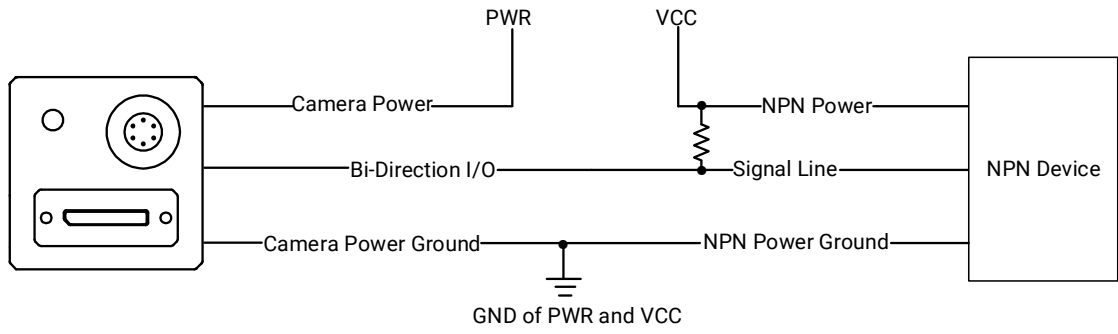 PWR
VCC
Camera Power
NPN Power
Bi-Direction I/O
Signal Line
NPN Device
Camera Power Ground
NPN Power Ground
GND of PWR and VCC